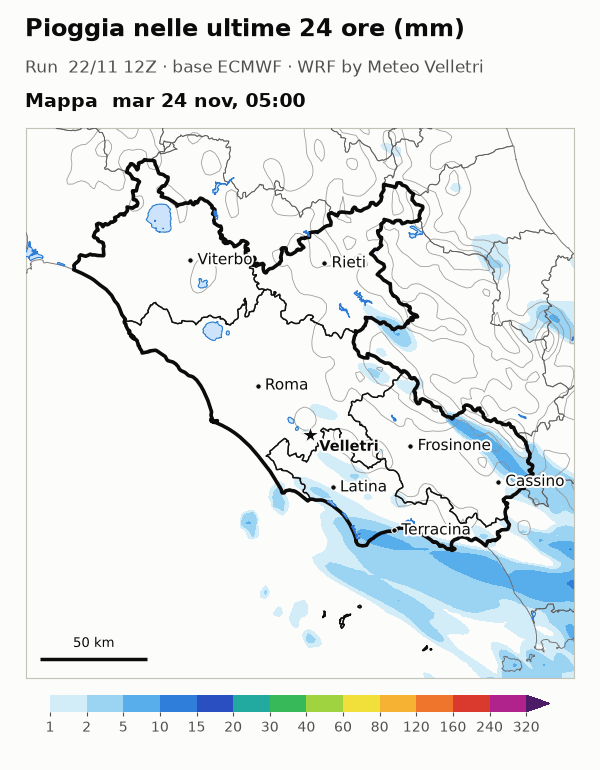 Pioggia nelle ultime 24 ore (mm)
Run 22/11 12Z · base ECMWF · WRF by Meteo Velletri
Mappa mar 24 nov, 05:00
Viterbo
Rieti
Roma
Velletri
Frosinone
Cassino
Latina
Terracina
50 km
1 2 5 10 15 20 30 40 60 80 120 160 240 320